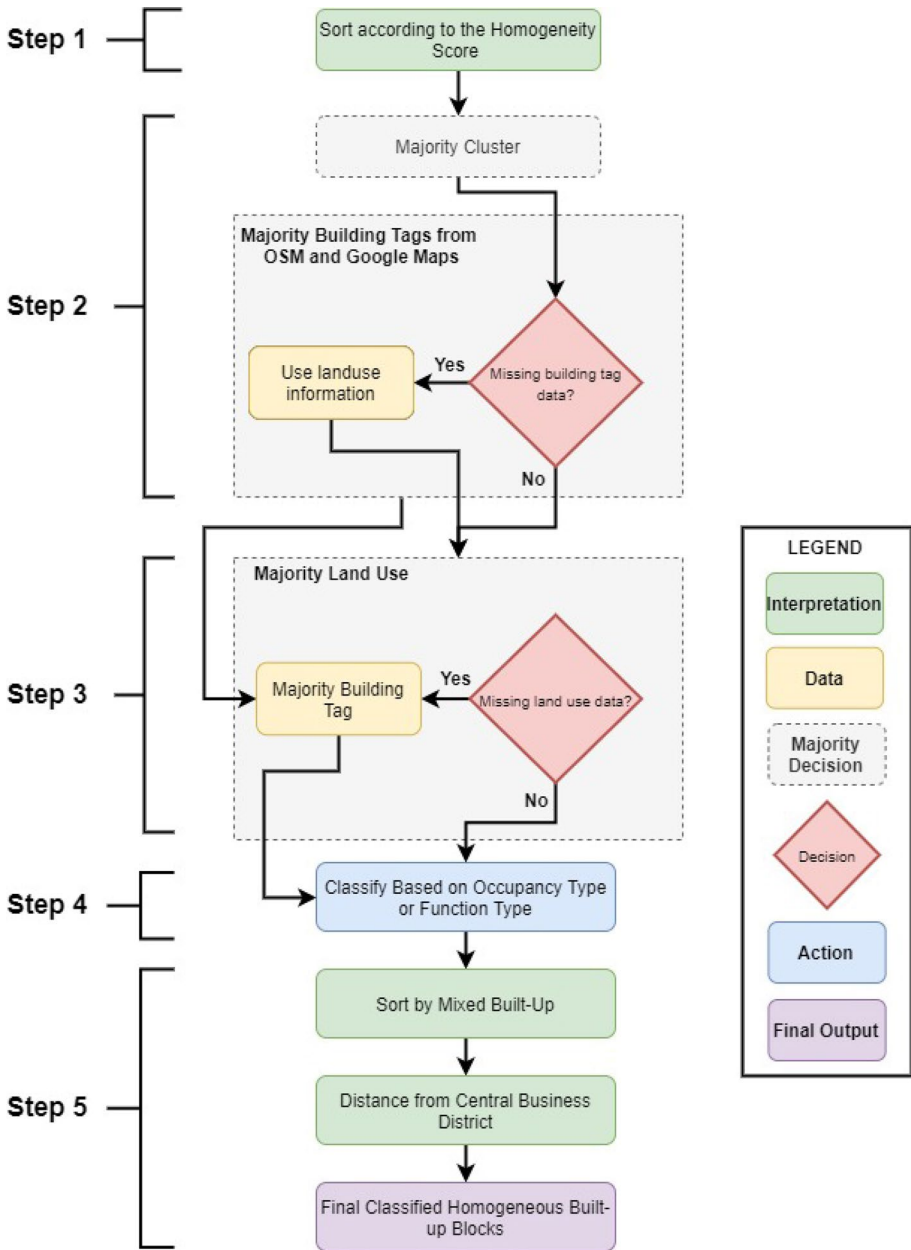 Step 1
Sort according to the Homogeneity
Score
Step 2
Majority Cluster
Majority Building Tags from
OSM and Google Maps
Use landuse
information
Yes
Missing building tag
data?
No
Step 3
Majority Land Use
Majority Building
Tag
Yes
Missing land use data?
No
Step 4
Classify Based on Occupancy Type
or Function Type
Step 5
Sort by Mixed Built-Up
Distance from Central Business
District
Final Classified Homogeneous Built-
up Blocks
LEGEND
Interpretation
Data
Majority
Decision
Decision
Action
Final Output